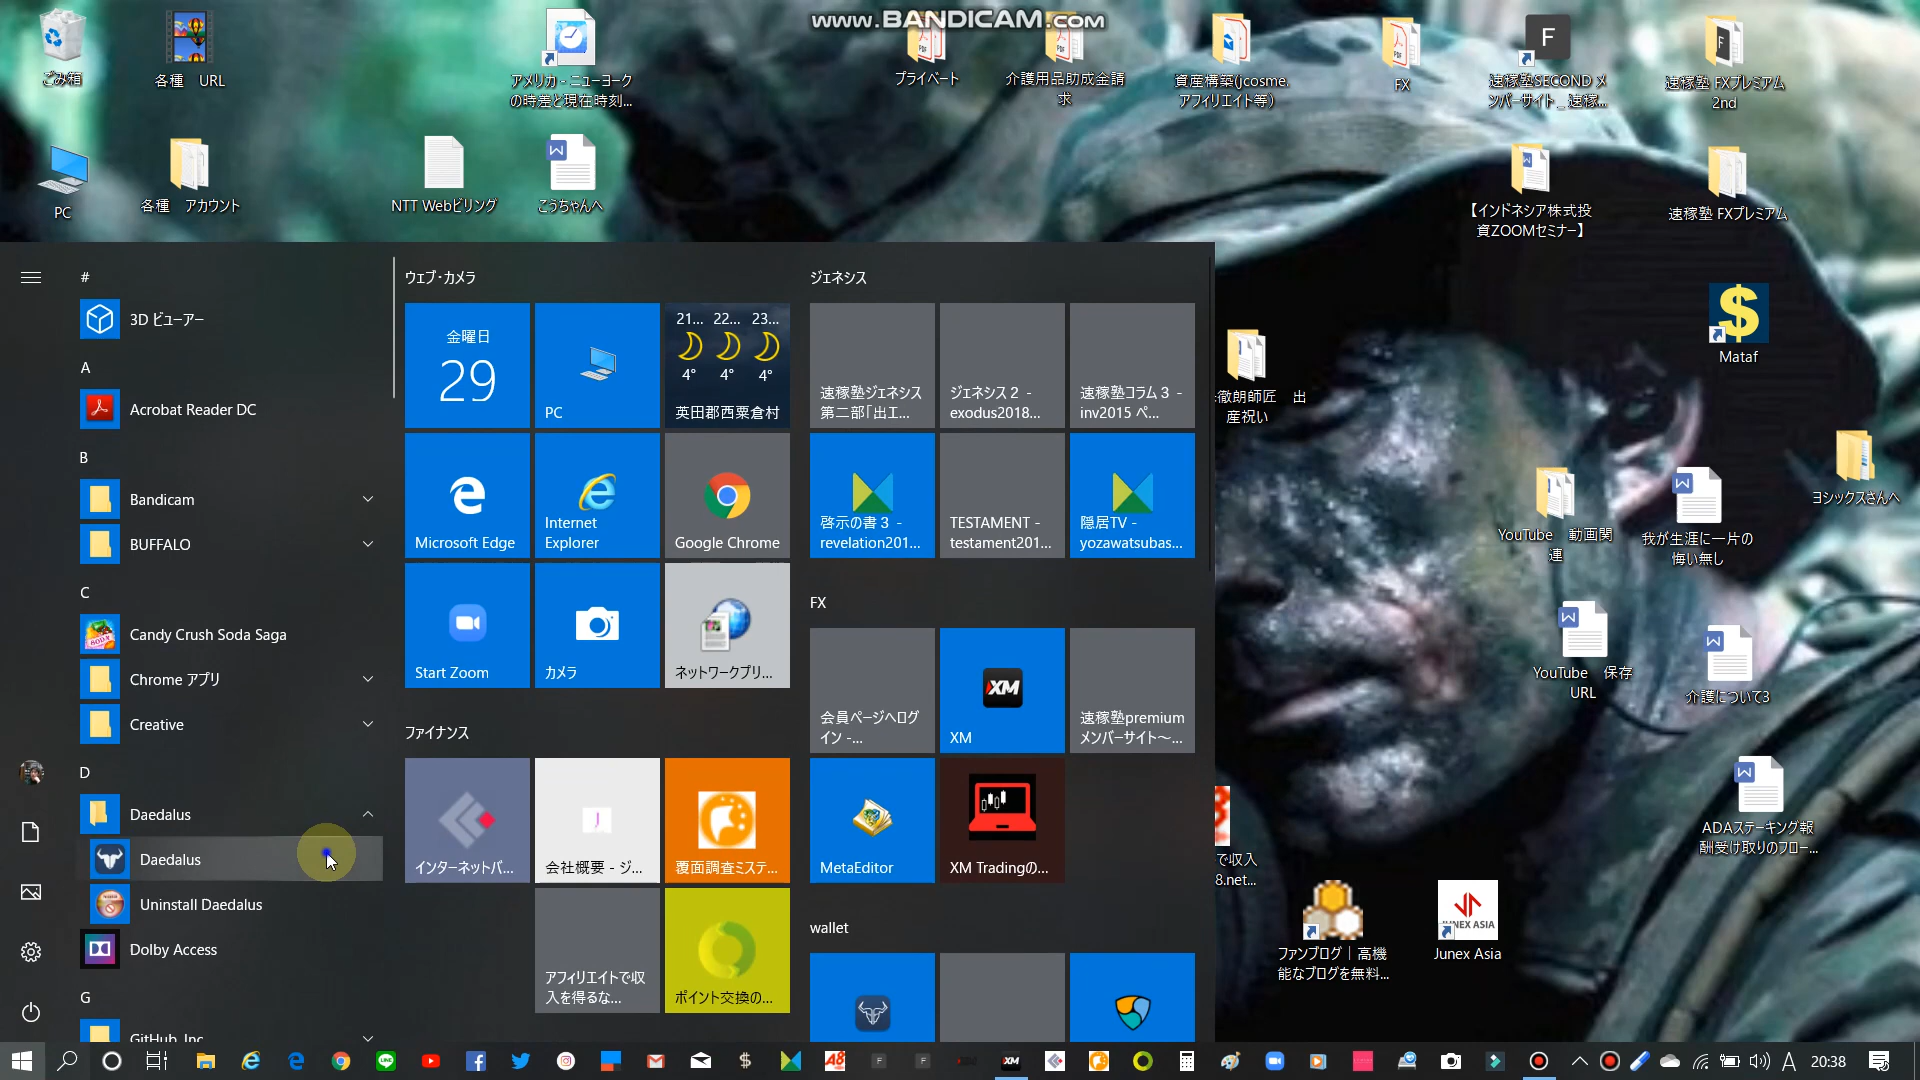 www.BANDICAM.com
ごみ箱
各種　URL
アメリカ - ニューヨーク
の時差と現在時刻...
プライベート
介護用品助成金請
求
資産構築(jcosme.
アフィリエイト等）
FX
速稼塾SECOND メ
ンバーサイト _ 速稼...
速稼塾 FXプレミアム
2nd
PC
各種　アカウント
NTT Webビリング
こうちゃんへ
【インドネシア株式投
資ZOOMセミナー】
速稼塾 FXプレミアム
Mataf
徹朗師匠　出
産祝い
ヨシックスさんへ
YouTube　動画関
連
我が生涯に一片の
悔い無し
YouTube　保存
URL
介護について3
ADAステーキング報
酬受け取りのフロー...
で収入
8.net...
ファンブログ｜高機
能なブログを無料...
JUNEX ASIA
Junex Asia
#
3D ビューアー
A
Acrobat Reader DC
B
Bandicam
BUFFALO
C
Candy Crush Soda Saga
Chrome アプリ
Creative
D
Daedalus
Daedalus
Uninstall Daedalus
Dolby Access
G
GitHub, Inc
ウェブ・カメラ
金曜日
29
PC
21... 22... 23...
4° 4° 4°
英田郡西粟倉村
Microsoft Edge
Internet
Explorer
Google Chrome
Start Zoom
カメラ
ネットワークプリ...
ファイナンス
インターネットバ...
会社概要 - ジ...
覆面調査ミステ...
アフィリエイトで収
入を得るな...
ポイント交換の...
ジェネシス
速稼塾ジェネシス
第二部「出エ...
ジェネシス２ -
exodus2018...
速稼塾コラム３ -
inv2015 ペ...
啓示の書３ -
revelation201...
TESTAMENT -
testament201...
隠居TV -
yozawatsubas...
FX
会員ページへログ
イン -...
XM
XM
速稼塾premium
メンバーサイト～...
MetaEditor
XM Tradingの...
wallet
A
20:38